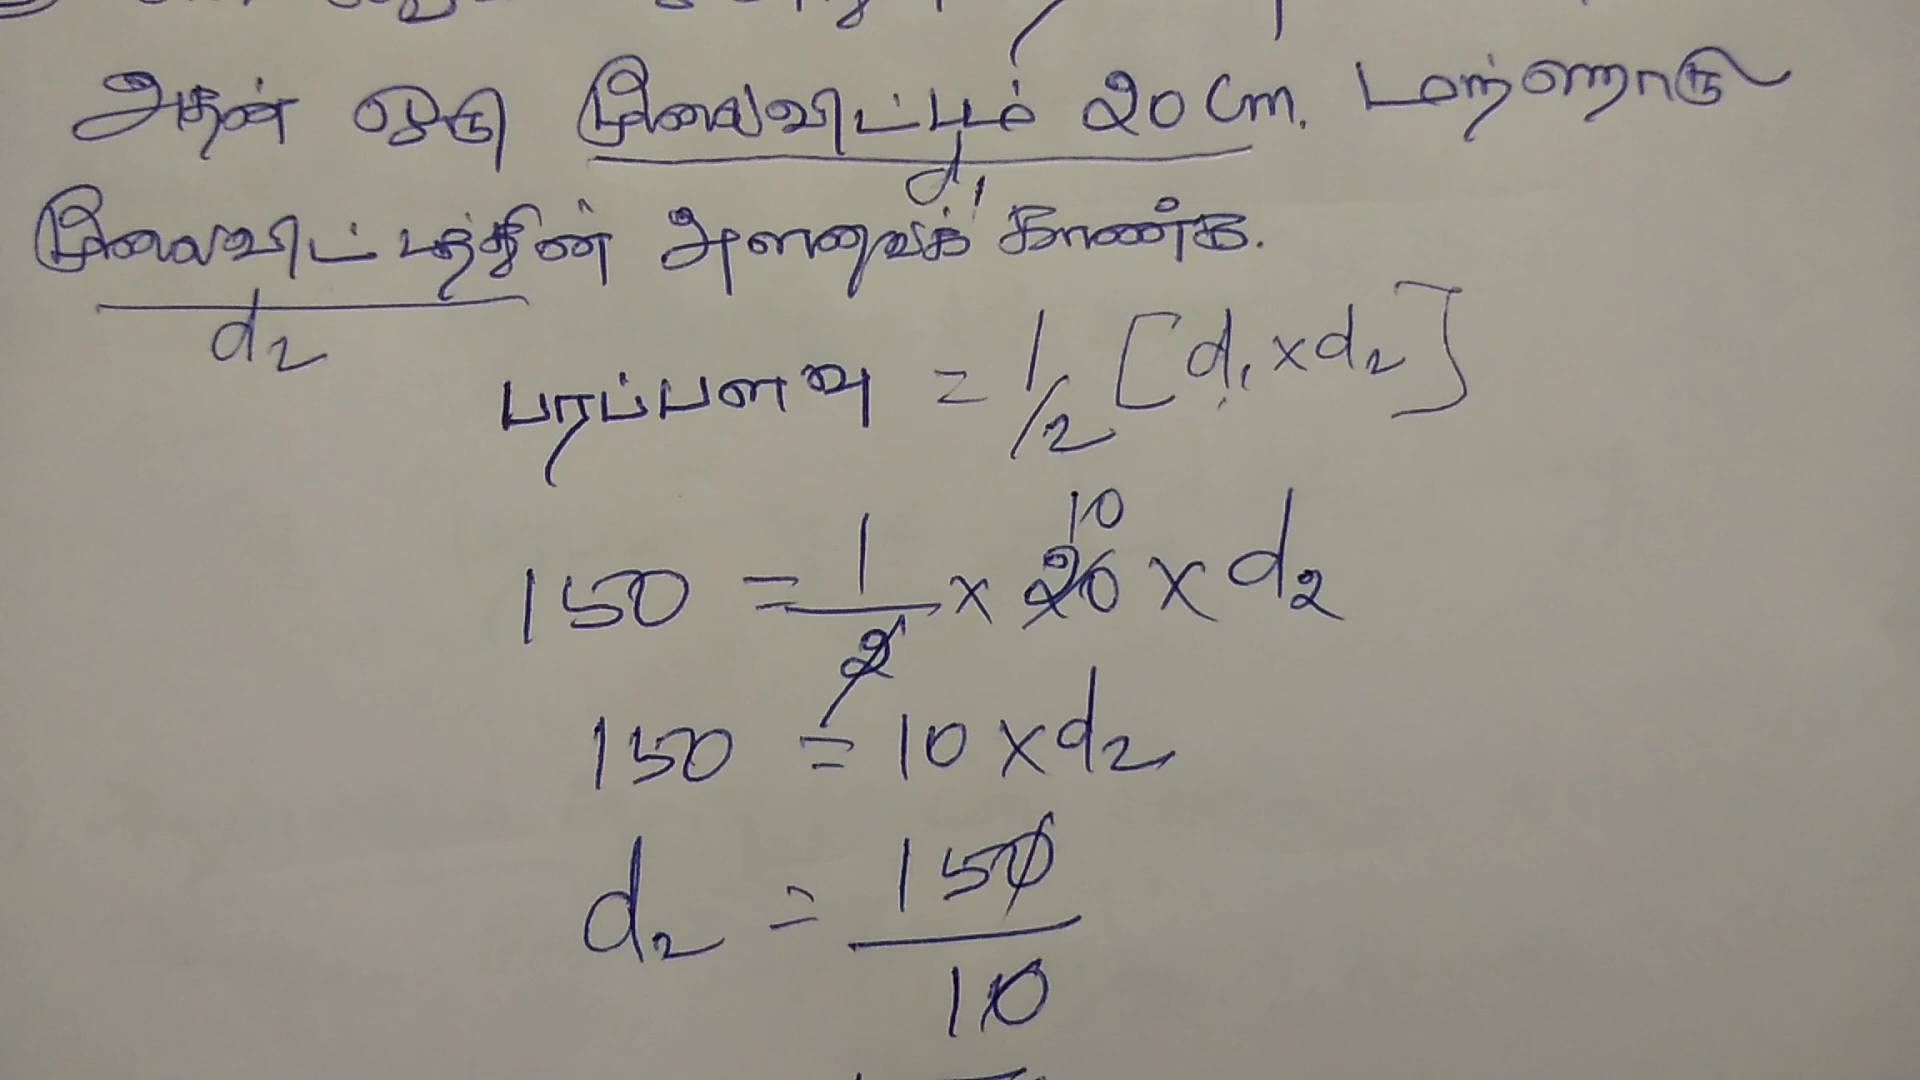 அதன் ஒரு மூலைவிட்டம் 20 cm. மற்றொரு
d1
மூலைவிட்டத்தின் அளவைக் காண்க.
d2
பரப்பளவு = 1/2 [d1 x d2]
10
150 = 1/2 x 20 x d2
150 = 10 x d2
d2 = 150/10